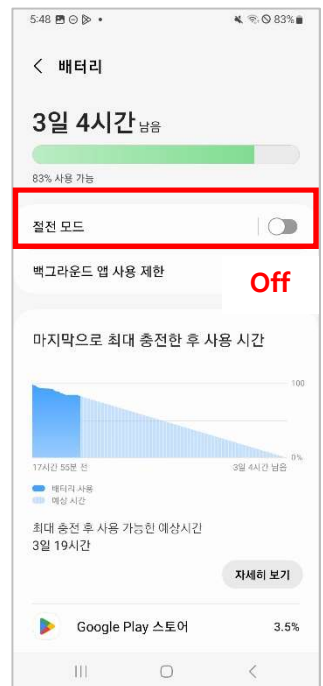 5:48
83%
배터리
3일 4시간 남음
83% 사용 가능
절전 모드
백그라운드 앱 사용 제한
Off
마지막으로 최대 충전한 후 사용 시간
100
0%
17시간 55분 전
3일 4시간 남음
배터리 사용
예상 시간
최대 충전 후 사용 가능한 예상시간
3일 19시간
자세히 보기
Google Play 스토어
3.5%